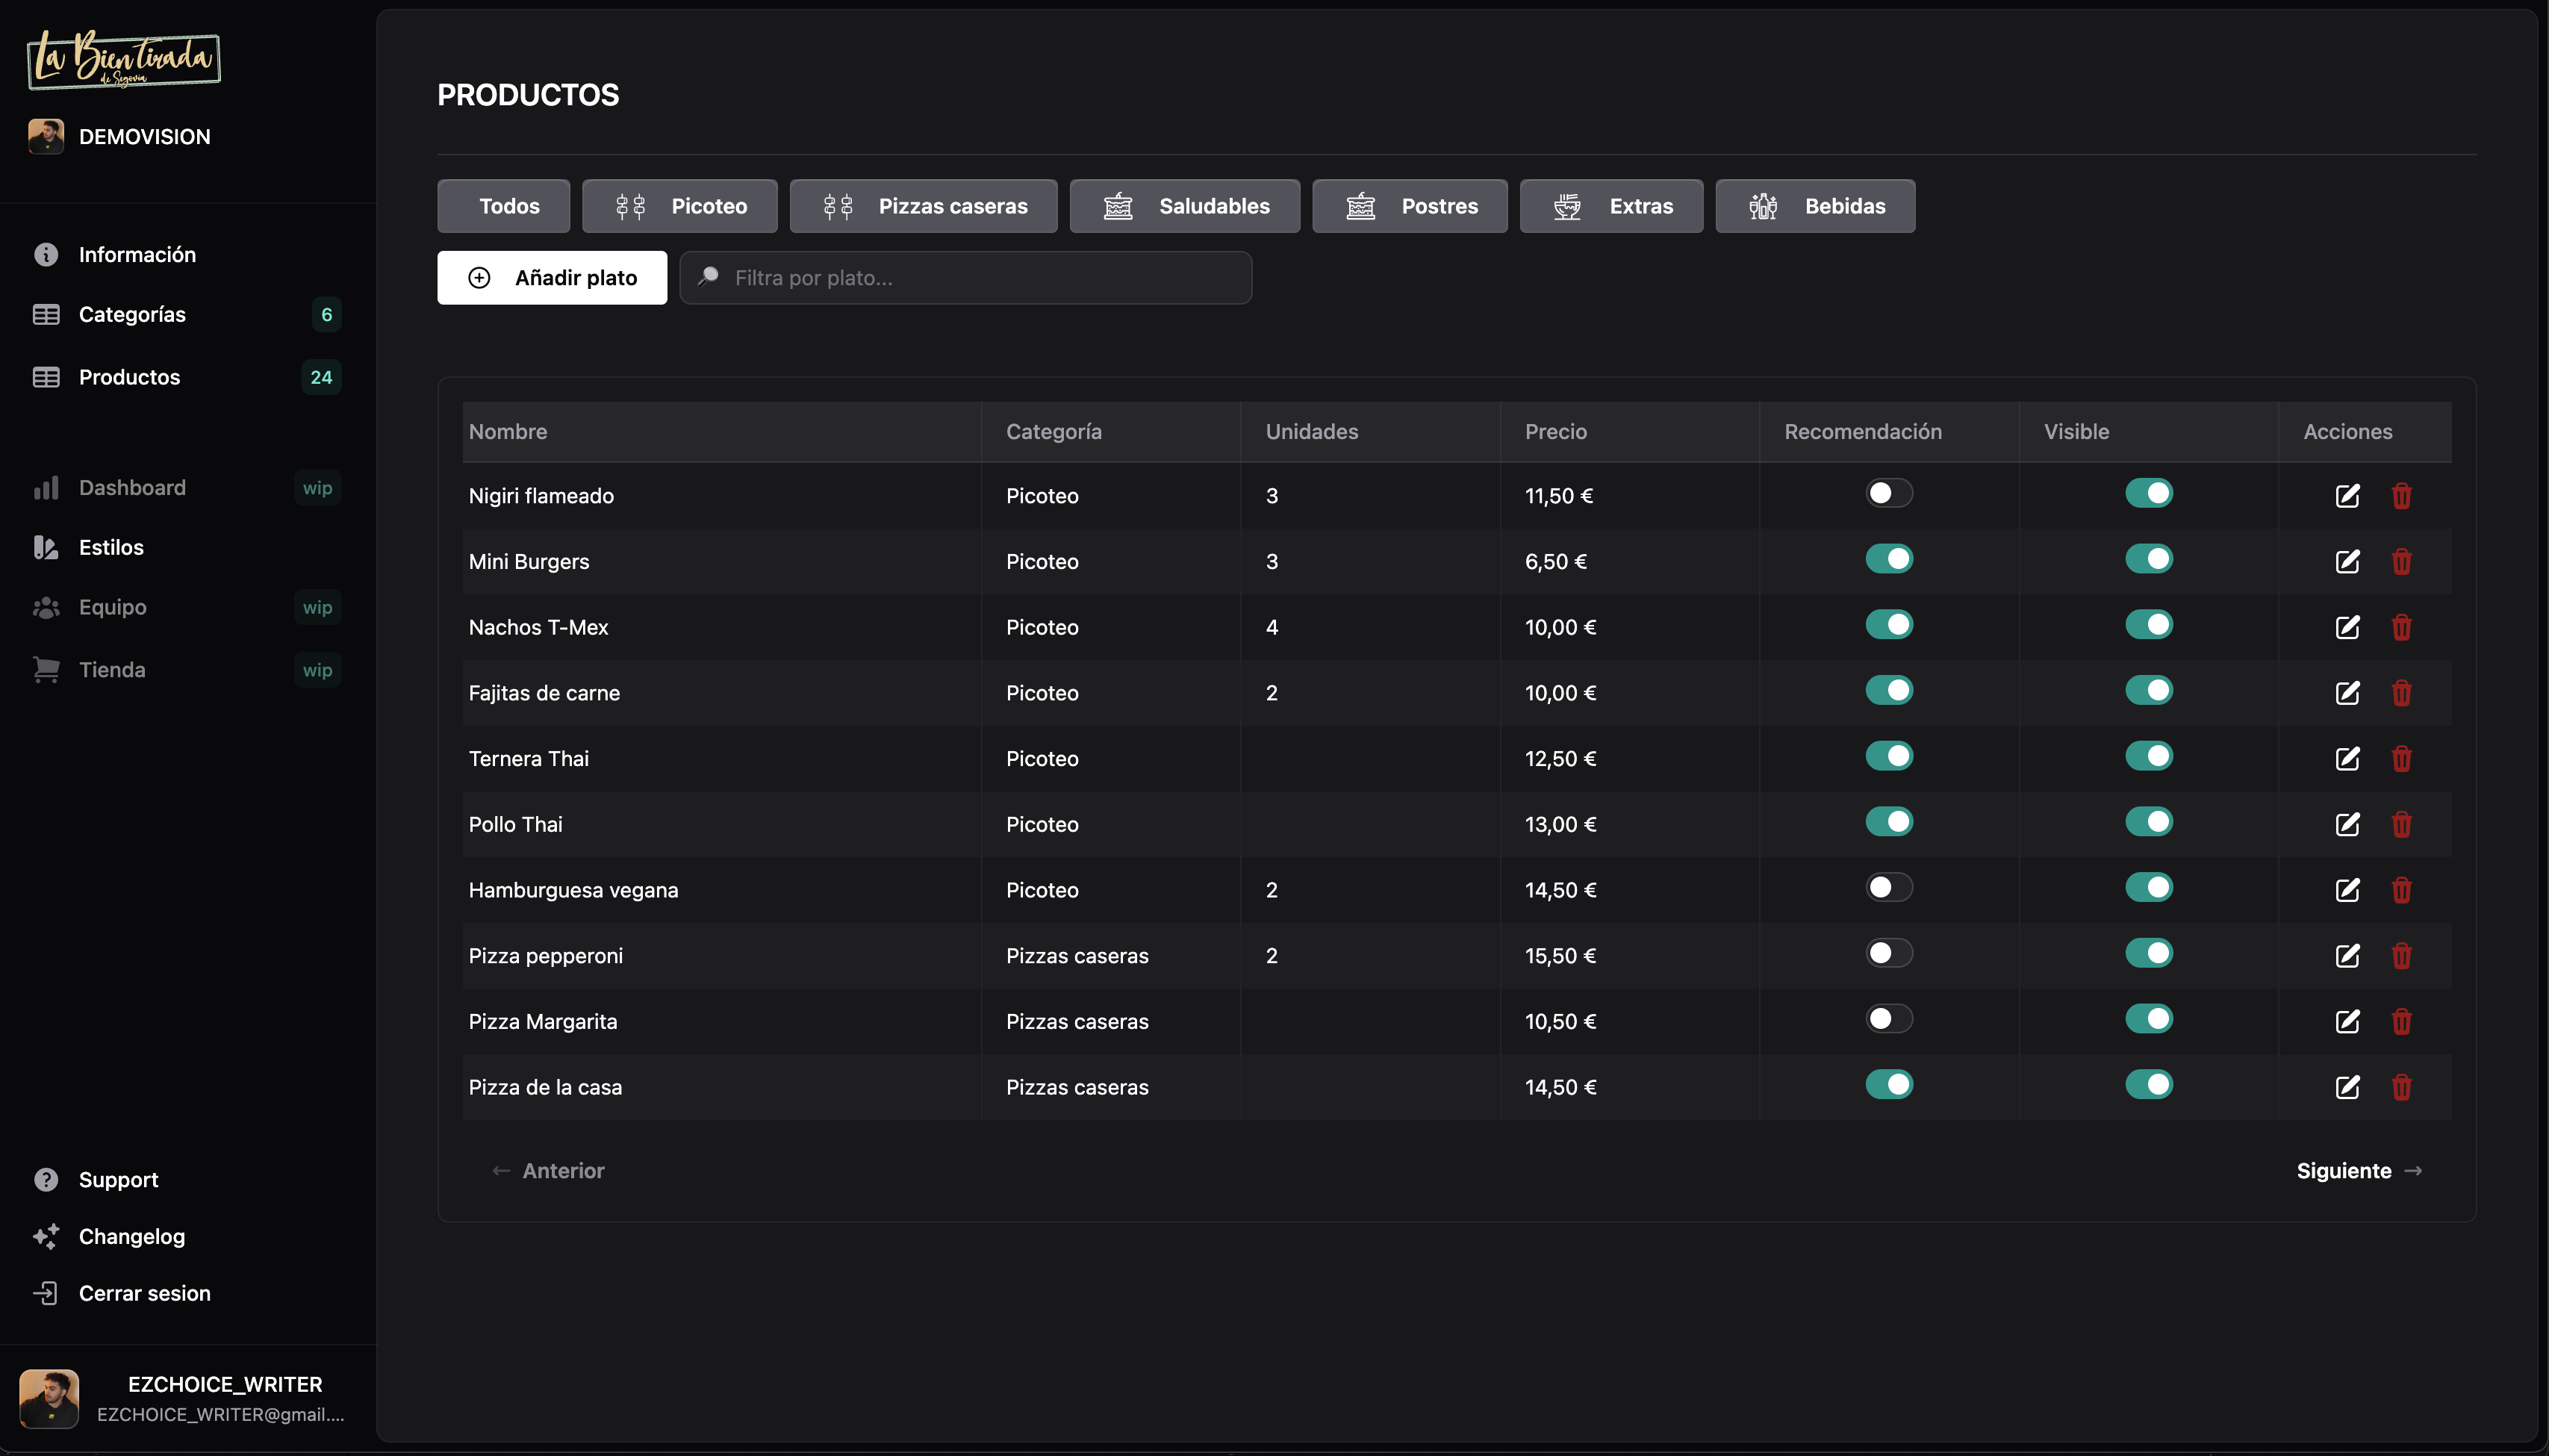 La Bientirada
de Segovia
DEMOVISION
Información
Categorías 6
Productos 24
Dashboard wip
Estilos
Equipo wip
Tienda wip
Support
Changelog
Cerrar sesion
EZCHOICE_WRITER
EZCHOICE_WRITER@gmail....
PRODUCTOS
Todos Picoteo Pizzas caseras Saludables Postres Extras Bebidas
Añadir plato Filtra por plato...
Nombre Categoría Unidades Precio Recomendación Visible Acciones
Nigiri flameado Picoteo 3 11,50 €
Mini Burgers Picoteo 3 6,50 €
Nachos T-Mex Picoteo 4 10,00 €
Fajitas de carne Picoteo 2 10,00 €
Ternera Thai Picoteo 12,50 €
Pollo Thai Picoteo 13,00 €
Hamburguesa vegana Picoteo 2 14,50 €
Pizza pepperoni Pizzas caseras 2 15,50 €
Pizza Margarita Pizzas caseras 10,50 €
Pizza de la casa Pizzas caseras 14,50 €
← Anterior Siguiente →